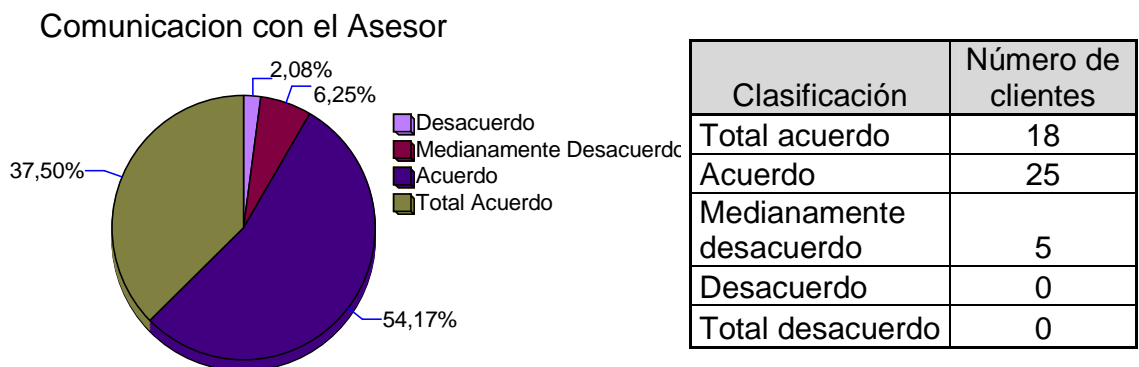 Comunicacion con el Asesor
2,08%
6,25%
37,50%
54,17%
Desacuerdo
Medianamente Desacuerdo
Acuerdo
Total Acuerdo
Clasificación
Número de
clientes
Total acuerdo 18
Acuerdo 25
Medianamente
desacuerdo 5
Desacuerdo 0
Total desacuerdo 0